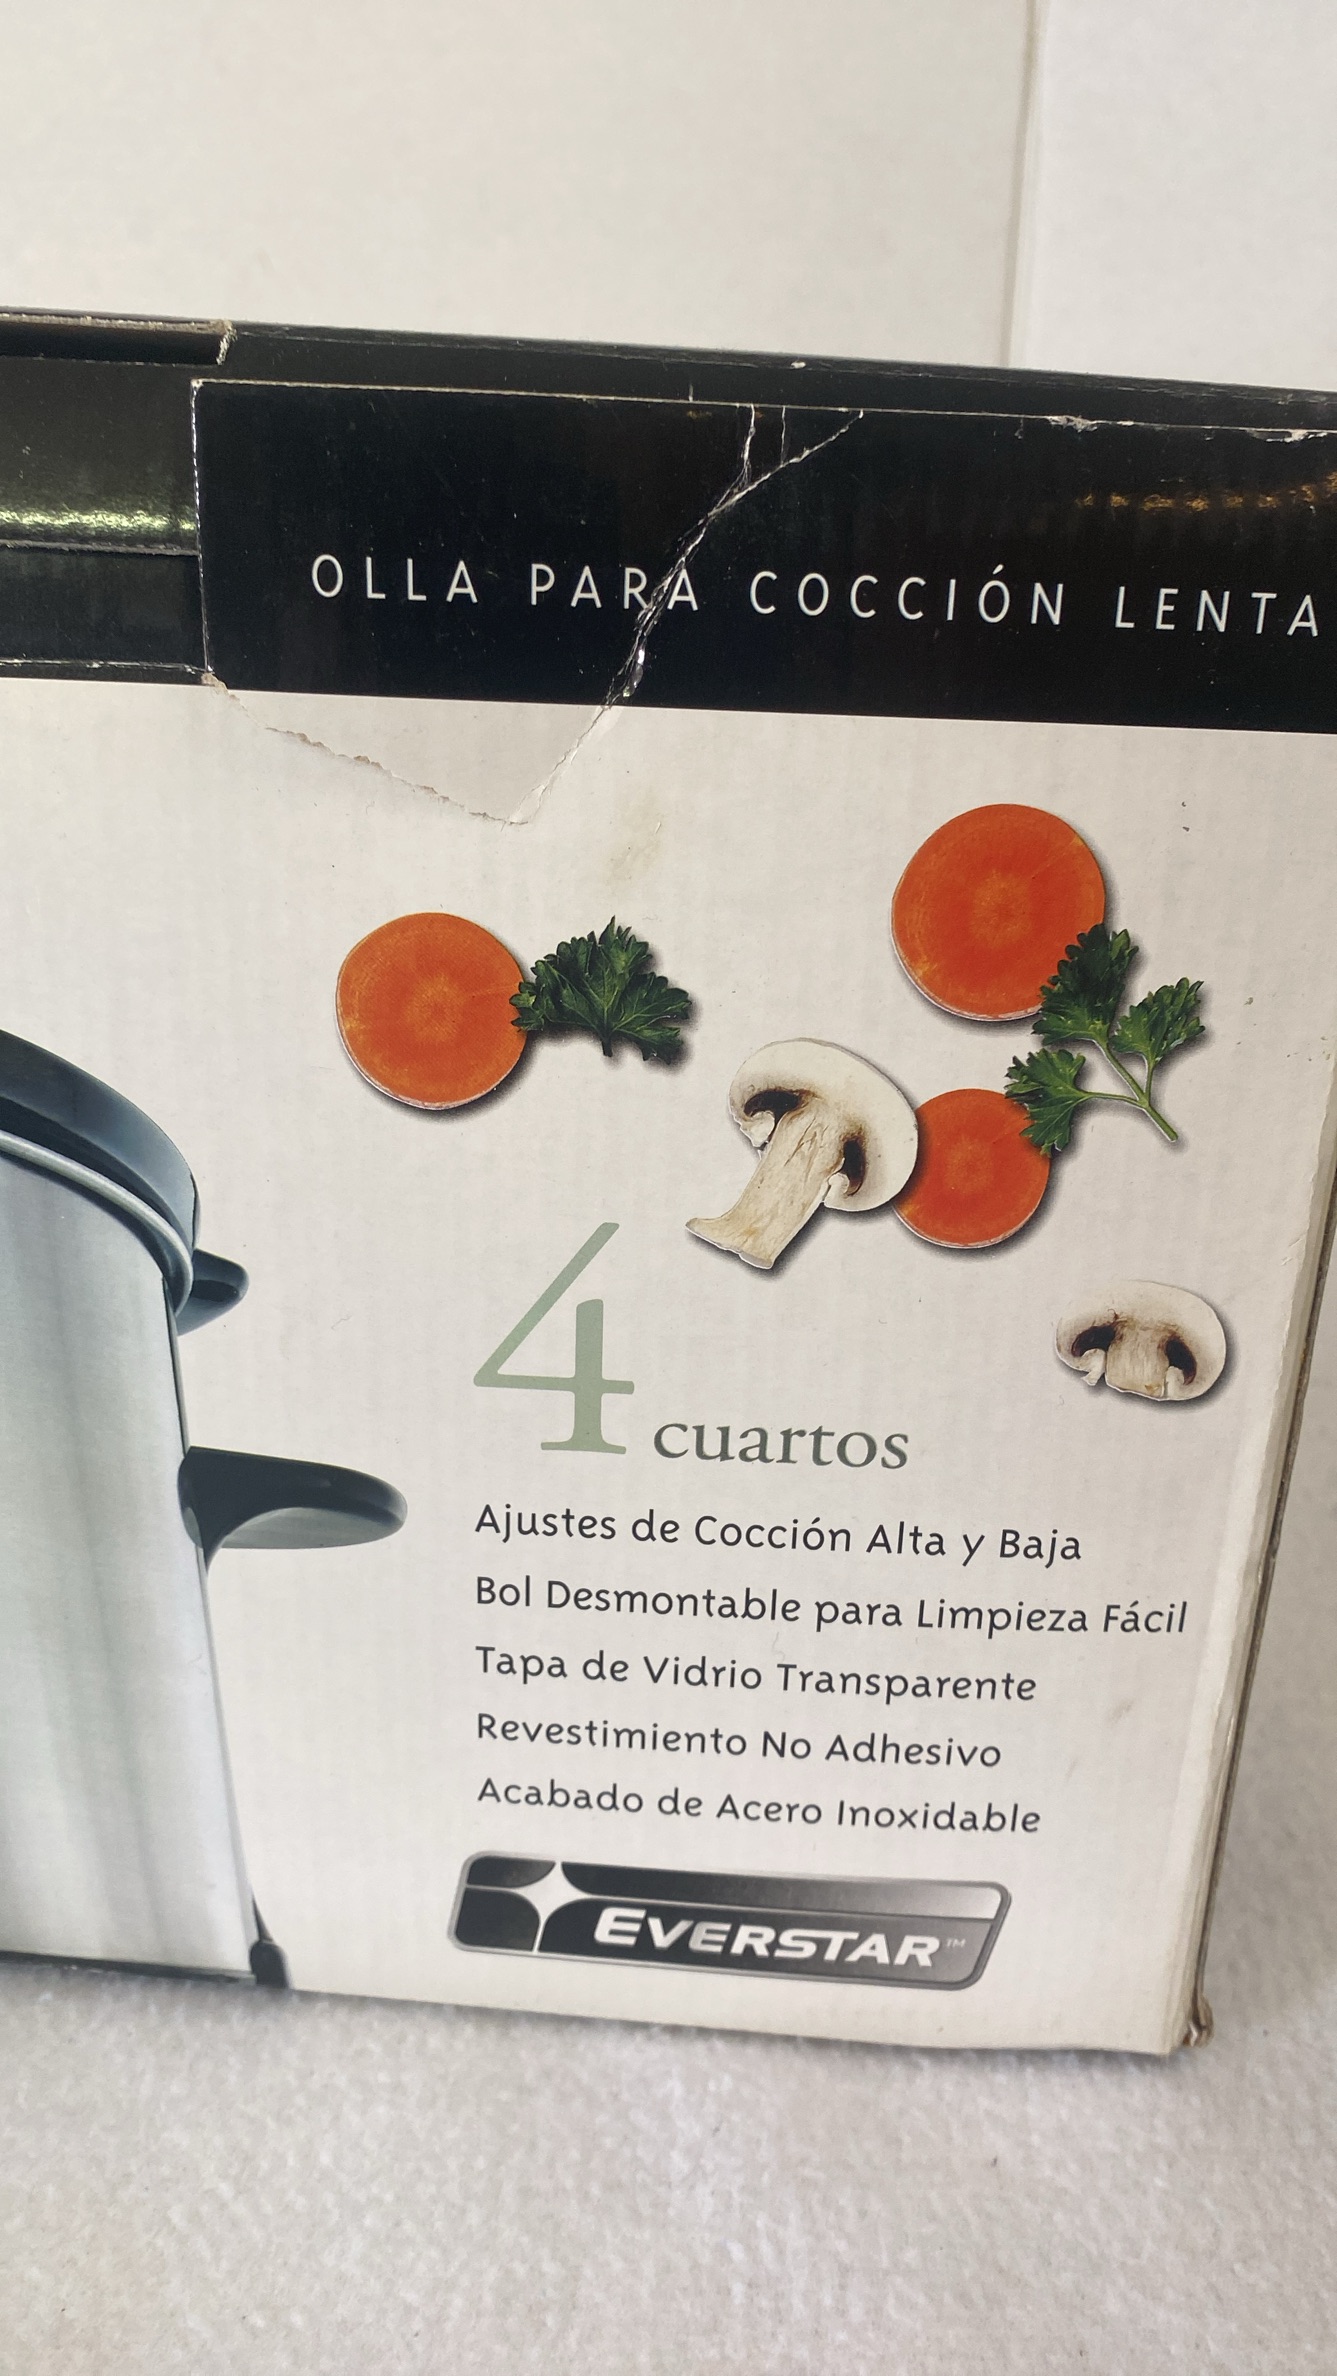 OLLA PARA COCCIÓN LENTA
4 cuartos
Ajustes de Cocción Alta y Baja
Bol Desmontable para Limpieza Fácil
Tapa de Vidrio Transparente
Revestimiento No Adhesivo
Acabado de Acero Inoxidable
EVERSTAR™